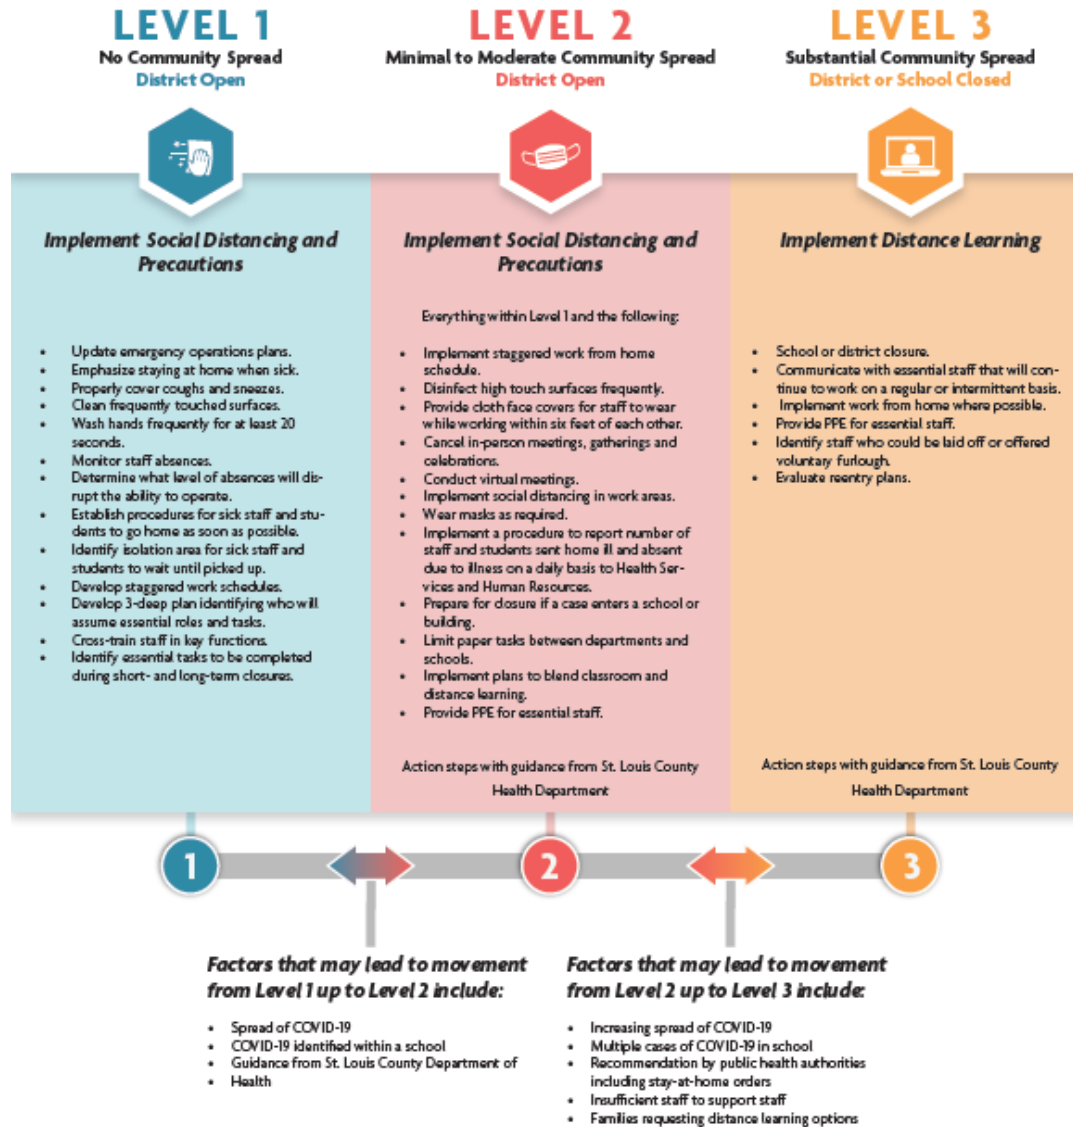 LEVEL 1
No Community Spread
District Open
LEVEL 2
Minimal to Moderate Community Spread
District Open
LEVEL 3
Substantial Community Spread
District or School Closed
Implement Social Distancing and
Precautions
• Update emergency operations plans.
• Emphasize staying at home when sick.
• Properly cover coughs and sneezes.
• Clean frequently touched surfaces.
• Wash hands frequently for at least 20
seconds.
• Monitor staff absences.
• Determine what level of absences will dis-
rupt the ability to operate.
• Establish procedures for sick staff and stu-
dents to go home as soon as possible.
• Identify isolation area for sick staff and
students to wait until picked up.
• Develop staggered work schedules.
• Develop 3-deep plan identifying who will
assume essential roles and tasks.
• Cross-train staff in key functions.
• Identify essential tasks to be completed
during short- and long-term closures.
Implement Social Distancing and
Precautions
Everything within Level 1 and the following:
• Implement staggered work from home
schedule.
• Disinfect high touch surfaces frequently.
• Provide cloth face covers for staff to wear
while working within six feet of each other.
• Cancel in-person meetings, gatherings and
celebrations.
• Conduct virtual meetings.
• Implement social distancing in work areas.
• Wear masks as required.
• Implement a procedure to report number of
staff and students sent home ill and absent
due to illness on a daily basis to Health Ser-
vices and Human Resources.
• Prepare for closure if a case enters a school or
building.
• Limit paper tasks between departments and
schools.
• Implement plans to blend classroom and
distance learning.
• Provide PPE for essential staff.
Action steps with guidance from St. Louis County
Health Department
Implement Distance Learning
• School or district closure.
• Communicate with essential staff that will con-
tinue to work on a regular or intermittent basis.
• Implement work from home where possible.
• Provide PPE for essential staff.
• Identify staff who could be laid off or offered
voluntary furlough.
• Evaluate reentry plans.
Action steps with guidance from St. Louis County
Health Department
1
2
3
Factors that may lead to movement
from Level 1 up to Level 2 include:
• Spread of COVID-19
• COVID-19 identified within a school
• Guidance from St. Louis County Department of
• Health
Factors that may lead to movement
from Level 2 up to Level 3 include:
• Increasing spread of COVID-19
• Multiple cases of COVID-19 in school
• Recommendation by public health authorities
including stay-at-home orders
• Insufficient staff to support staff
• Families requesting distance learning options